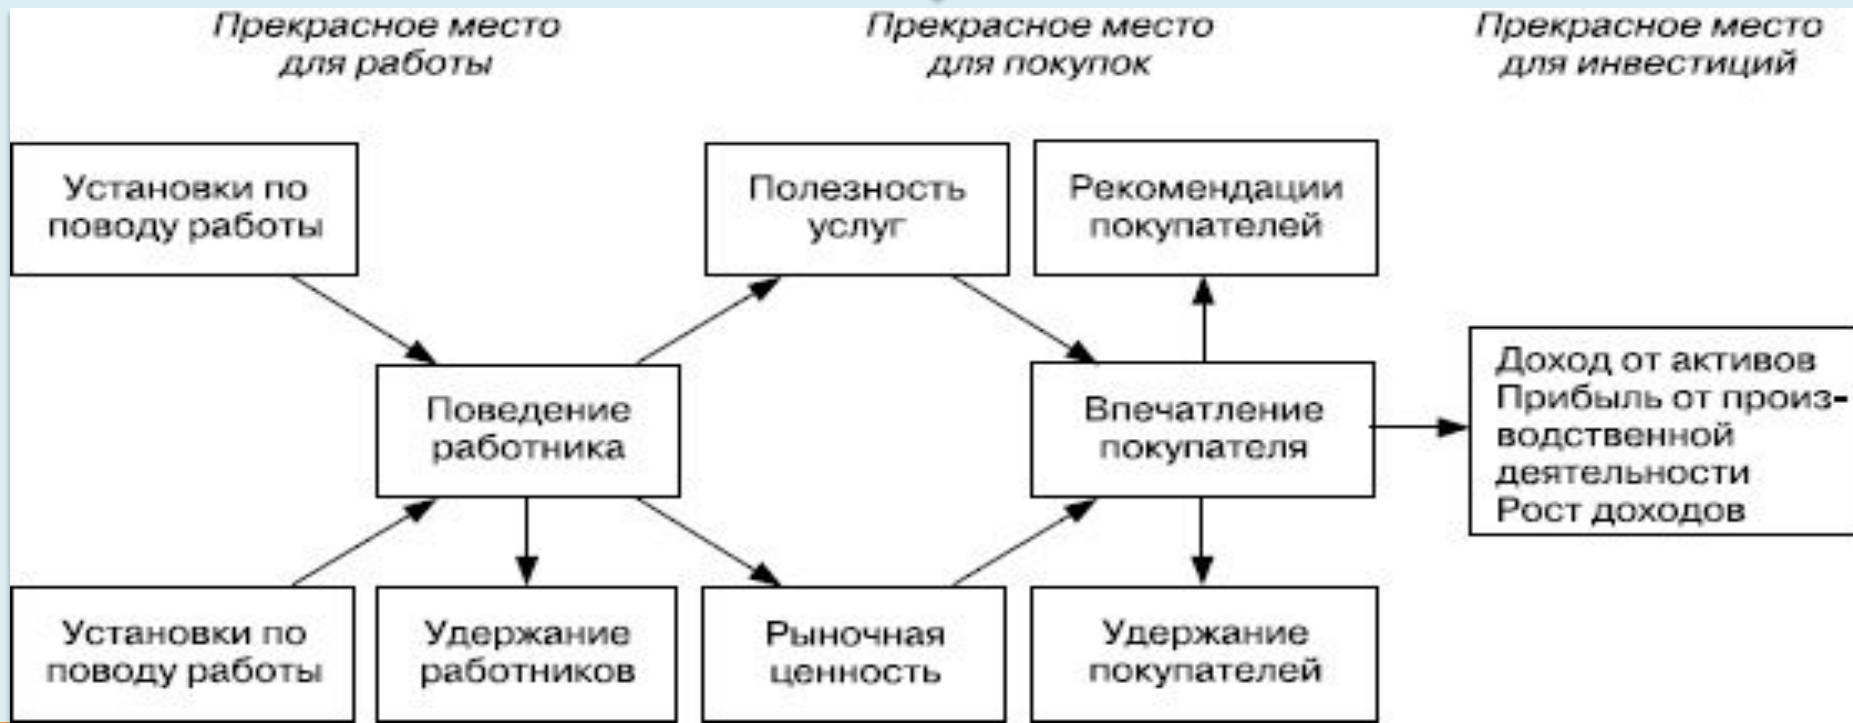 Прекрасное место
для работы
Прекрасное место
для покупок
Прекрасное место
для инвестиций
Установки по
поводу работы
Полезность
услуг
Рекомендации
покупателей
Поведение
работника
Впечатление
покупателя
Доход от активов
Прибыль от произ-
водственной
деятельности
Рост доходов
Установки по
поводу работы
Удержание
работников
Рыночная
ценность
Удержание
покупателей